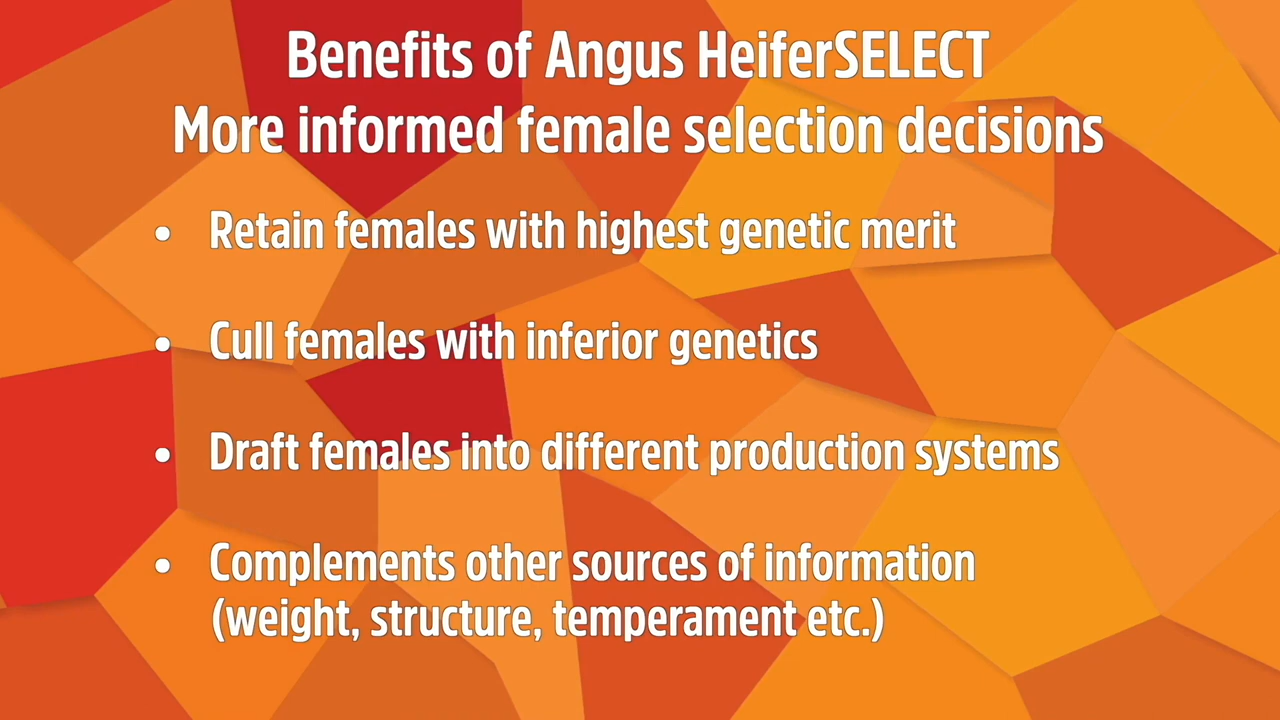 Benefits of Angus HeiferSELECT
More informed female selection decisions
• Retain females with highest genetic merit
• Cull females with inferior genetics
• Draft females into different production systems
• Complements other sources of information
(weight, structure, temperament etc.)